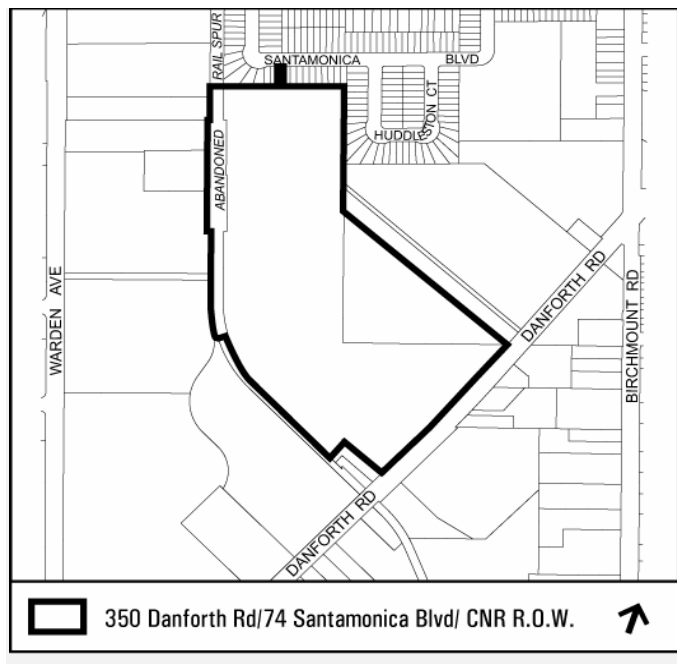 RAIL SPUR
SANTAMONICA BLVD
HUDDLESTON CT
ABANDONED
WARDEN AVE
DANFORTH RD
BIRCHMOUNT RD
DANFORTH RD
350 Danforth Rd/74 Santamonica Blvd/ CNR R.O.W.